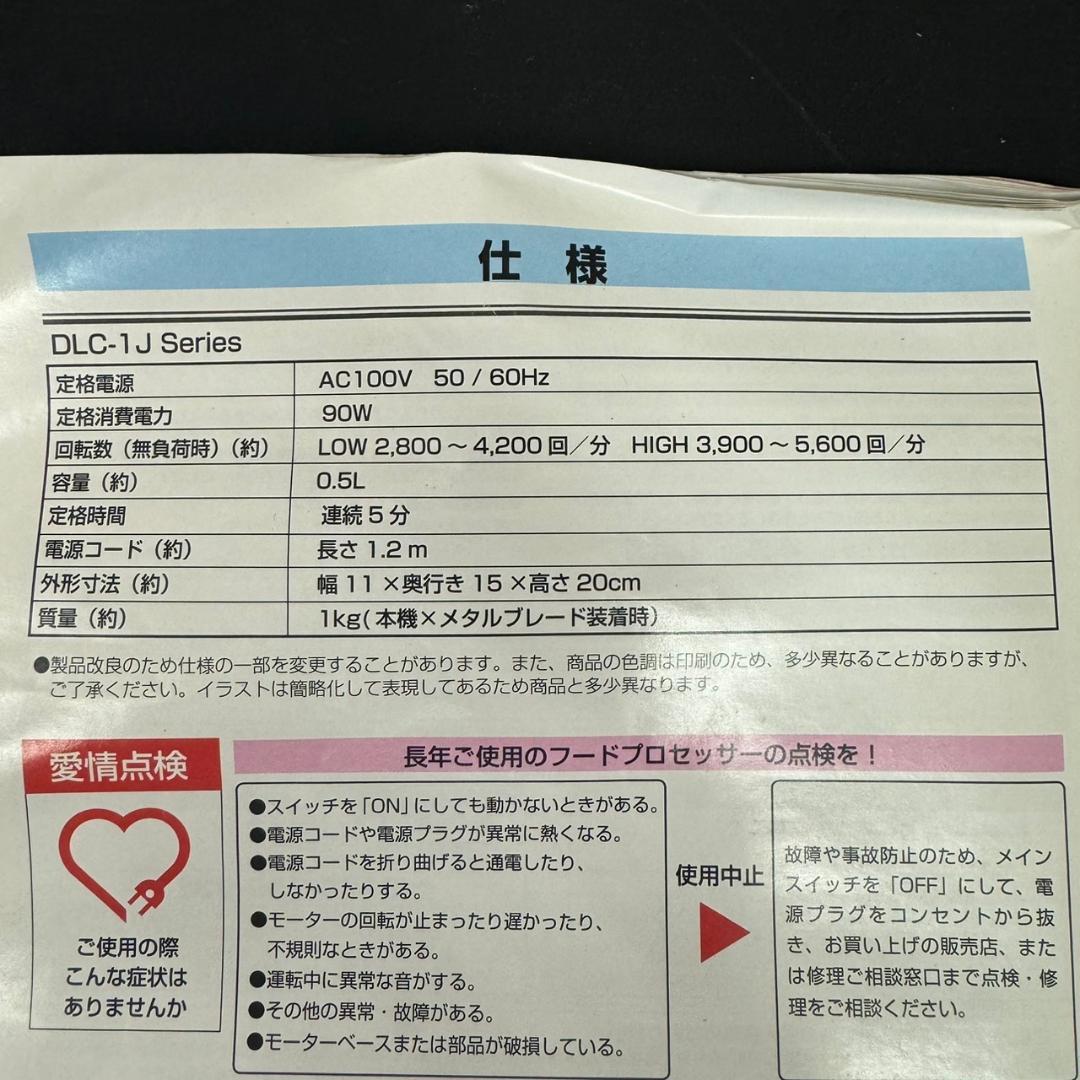 仕 様
DLC-1J Series
定格電源 AC100V 50 / 60Hz
定格消費電力 90W
回転数（無負荷時）（約） LOW 2,800～4,200回／分 HIGH 3,900～5,600回／分
容量（約） 0.5L
定格時間 連続5分
電源コード（約） 長さ1.2m
外形寸法（約） 幅11×奥行き15×高さ20cm
質量（約） 1kg(本機×メタルブレード装着時）
●製品改良のため仕様の一部を変更することがあります。また、商品の色調は印刷のため、多少異なることがありますが、
ご了承ください。イラストは簡略化して表現してあるため商品と多少異なります。
愛情点検
ご使用の際
こんな症状は
ありませんか
長年ご使用のフードプロセッサーの点検を！
●スイッチを「ON」にしても動かないときがある。
●電源コードや電源プラグが異常に熱くなる。
●電源コードを折り曲げると通電したり、
しなかったりする。
●モーターの回転が止まったり遅かったり、
不規則なときがある。
●運転中に異常な音がする。
●その他の異常・故障がある。
●モーターベースまたは部品が破損している。
使用中止
故障や事故防止のため、メイン
スイッチを「OFF」にして、電
源プラグをコンセントから抜
き、お買い上げの販売店、また
は修理ご相談窓口まで点検・修
理をご相談ください。